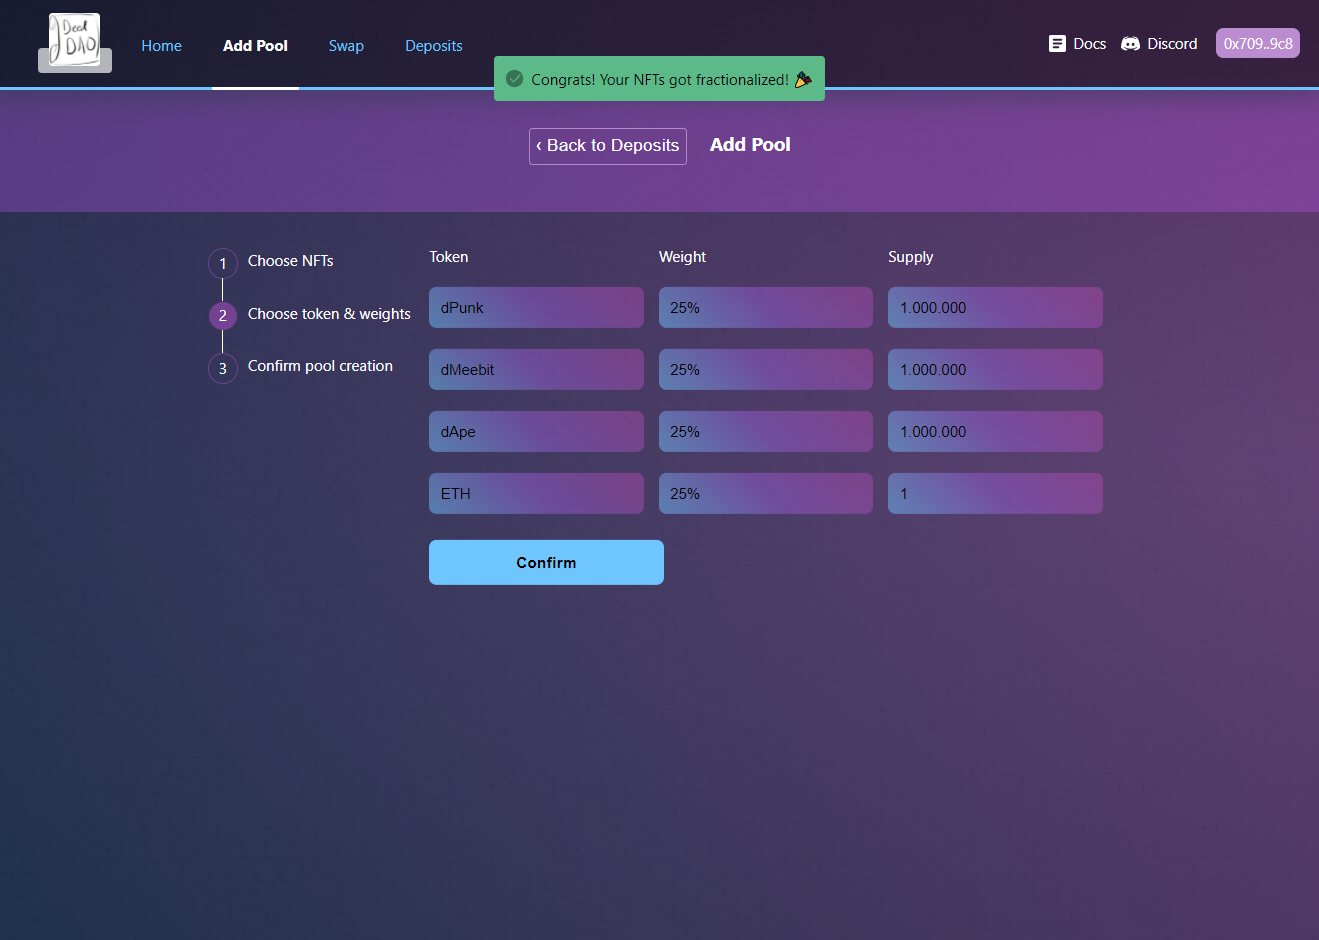 Deal
DAO
Home
Add Pool
Swap
Deposits
Docs
Discord
0x709..9c8
Congrats! Your NFTs got fractionalized! 🎉
‹ Back to Deposits
Add Pool
1 Choose NFTs
2 Choose token & weights
3 Confirm pool creation
Token Weight Supply
dPunk 25% 1.000.000
dMeebit 25% 1.000.000
dApe 25% 1.000.000
ETH 25% 1
Confirm